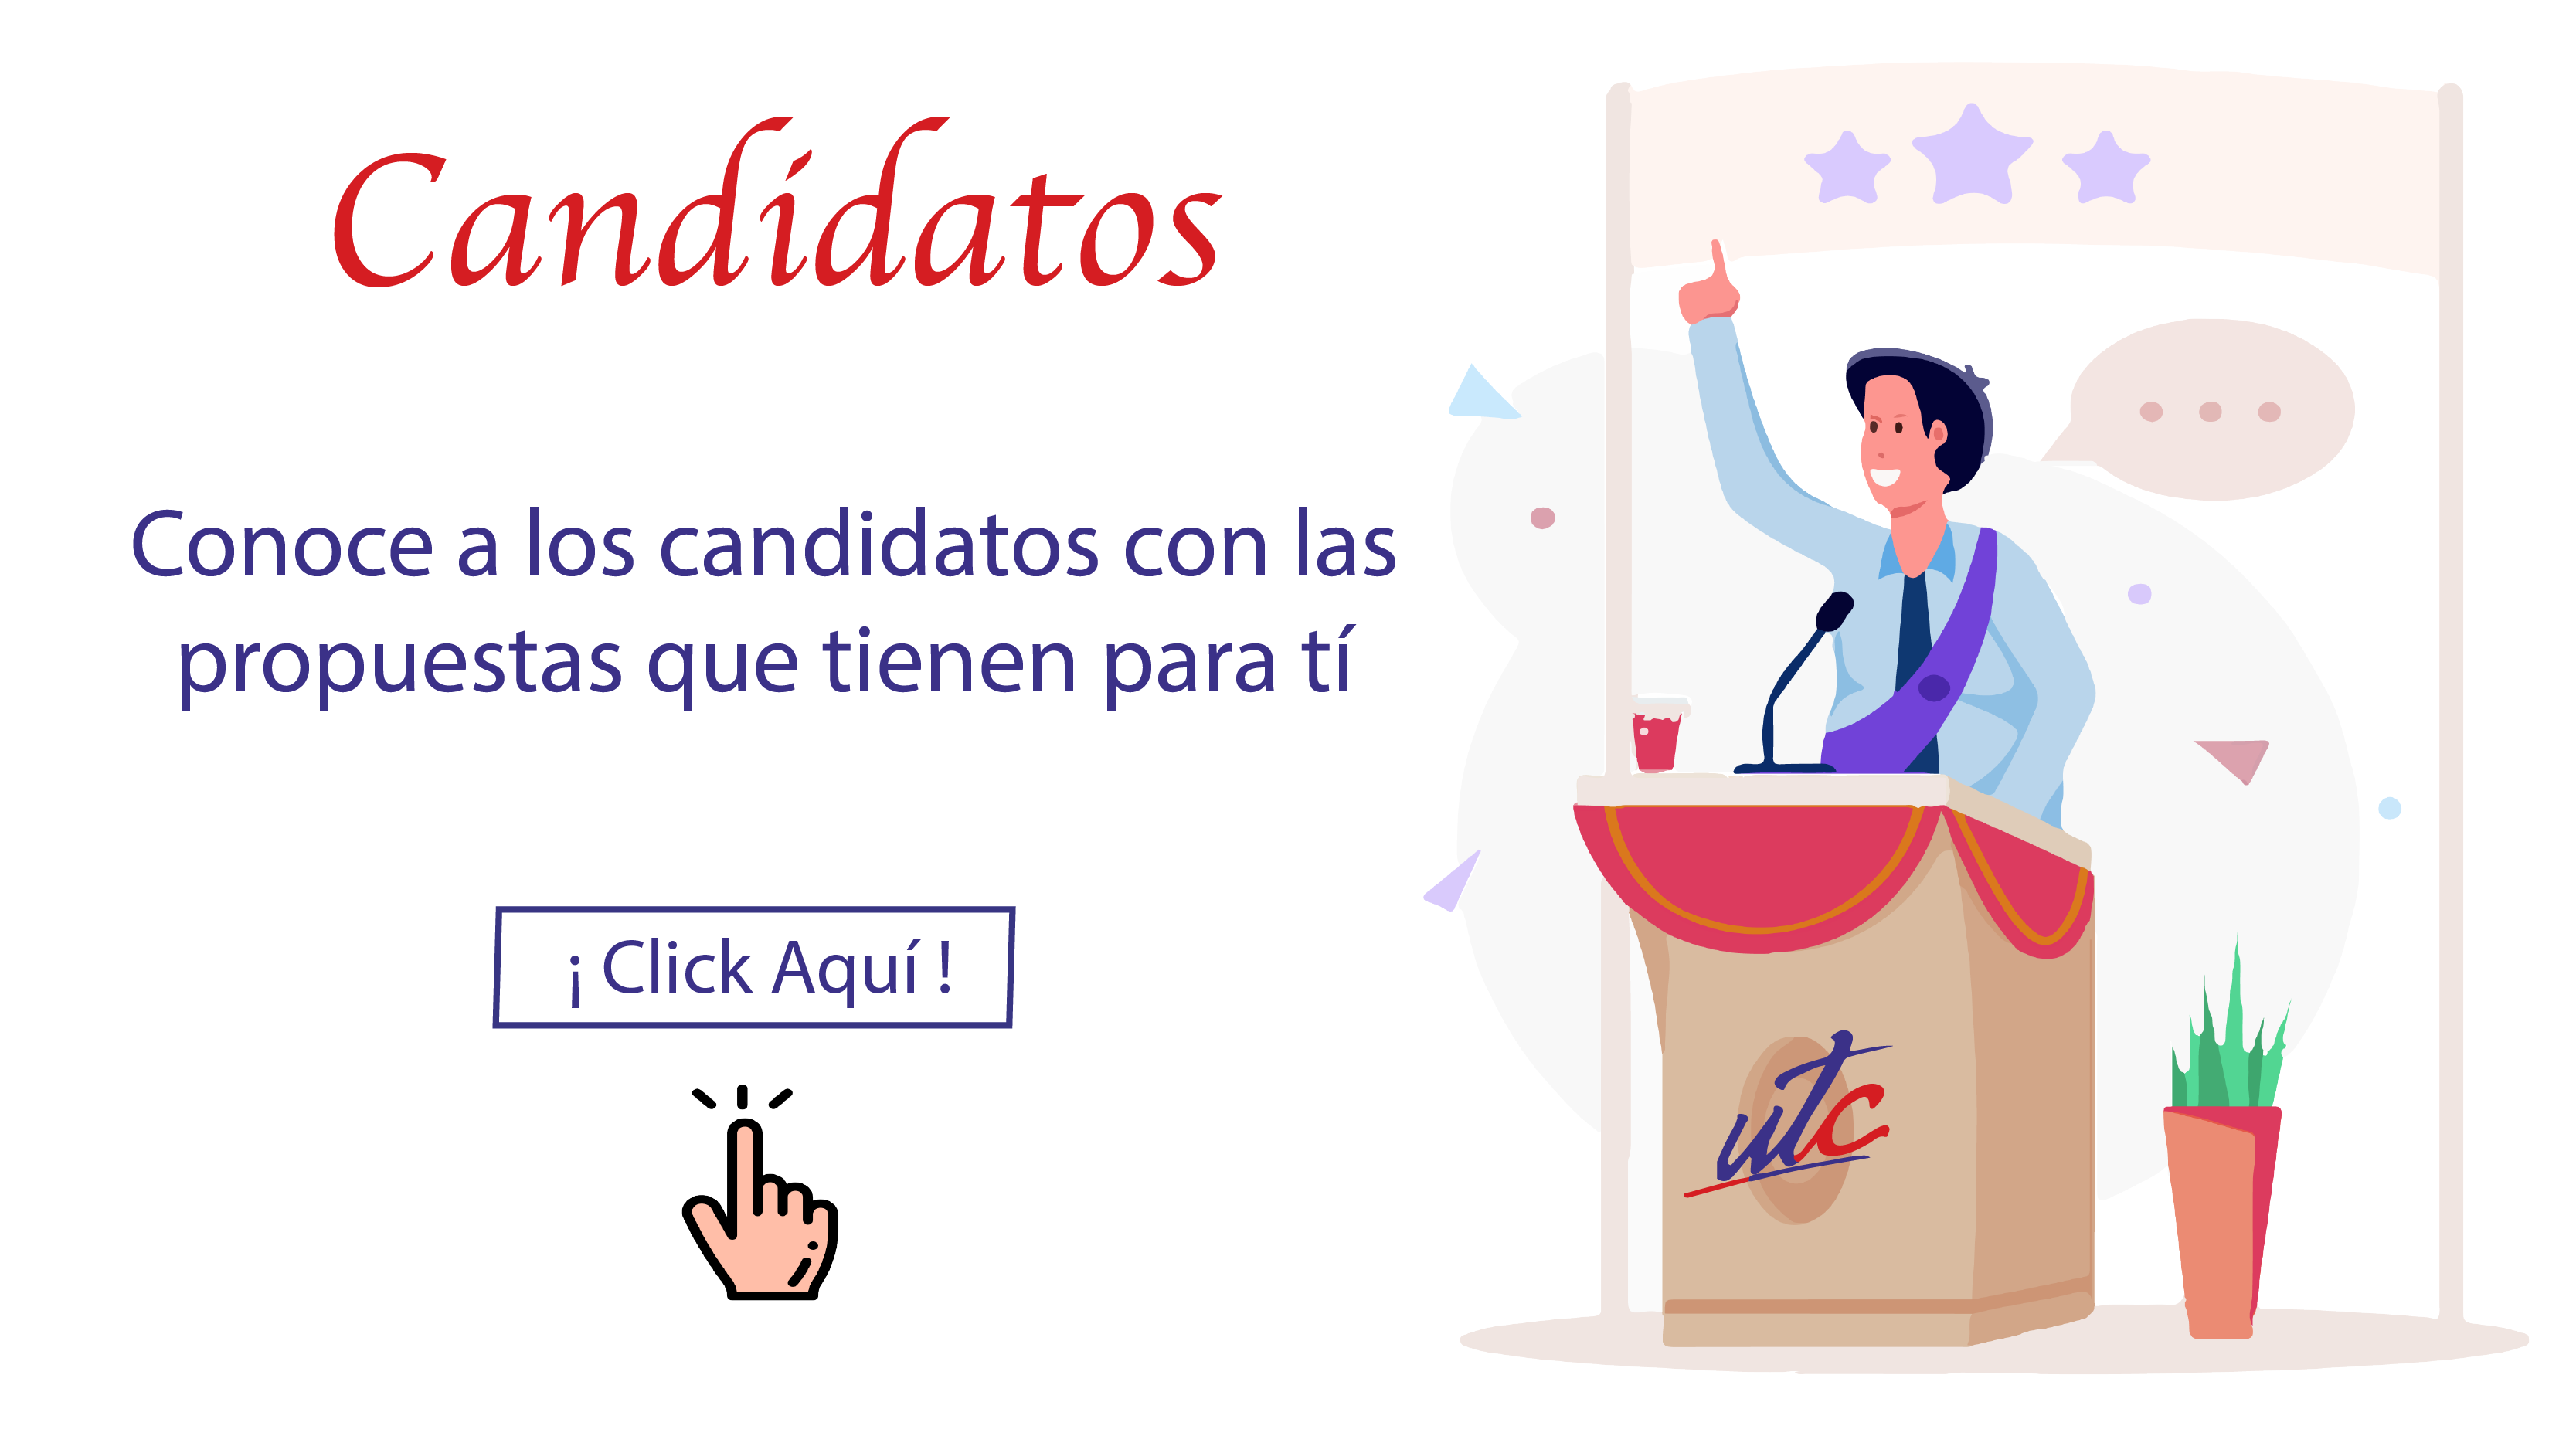 Candidatos
Conoce a los candidatos con las
propuestas que tienen para tí
¡ Click Aquí !
utc